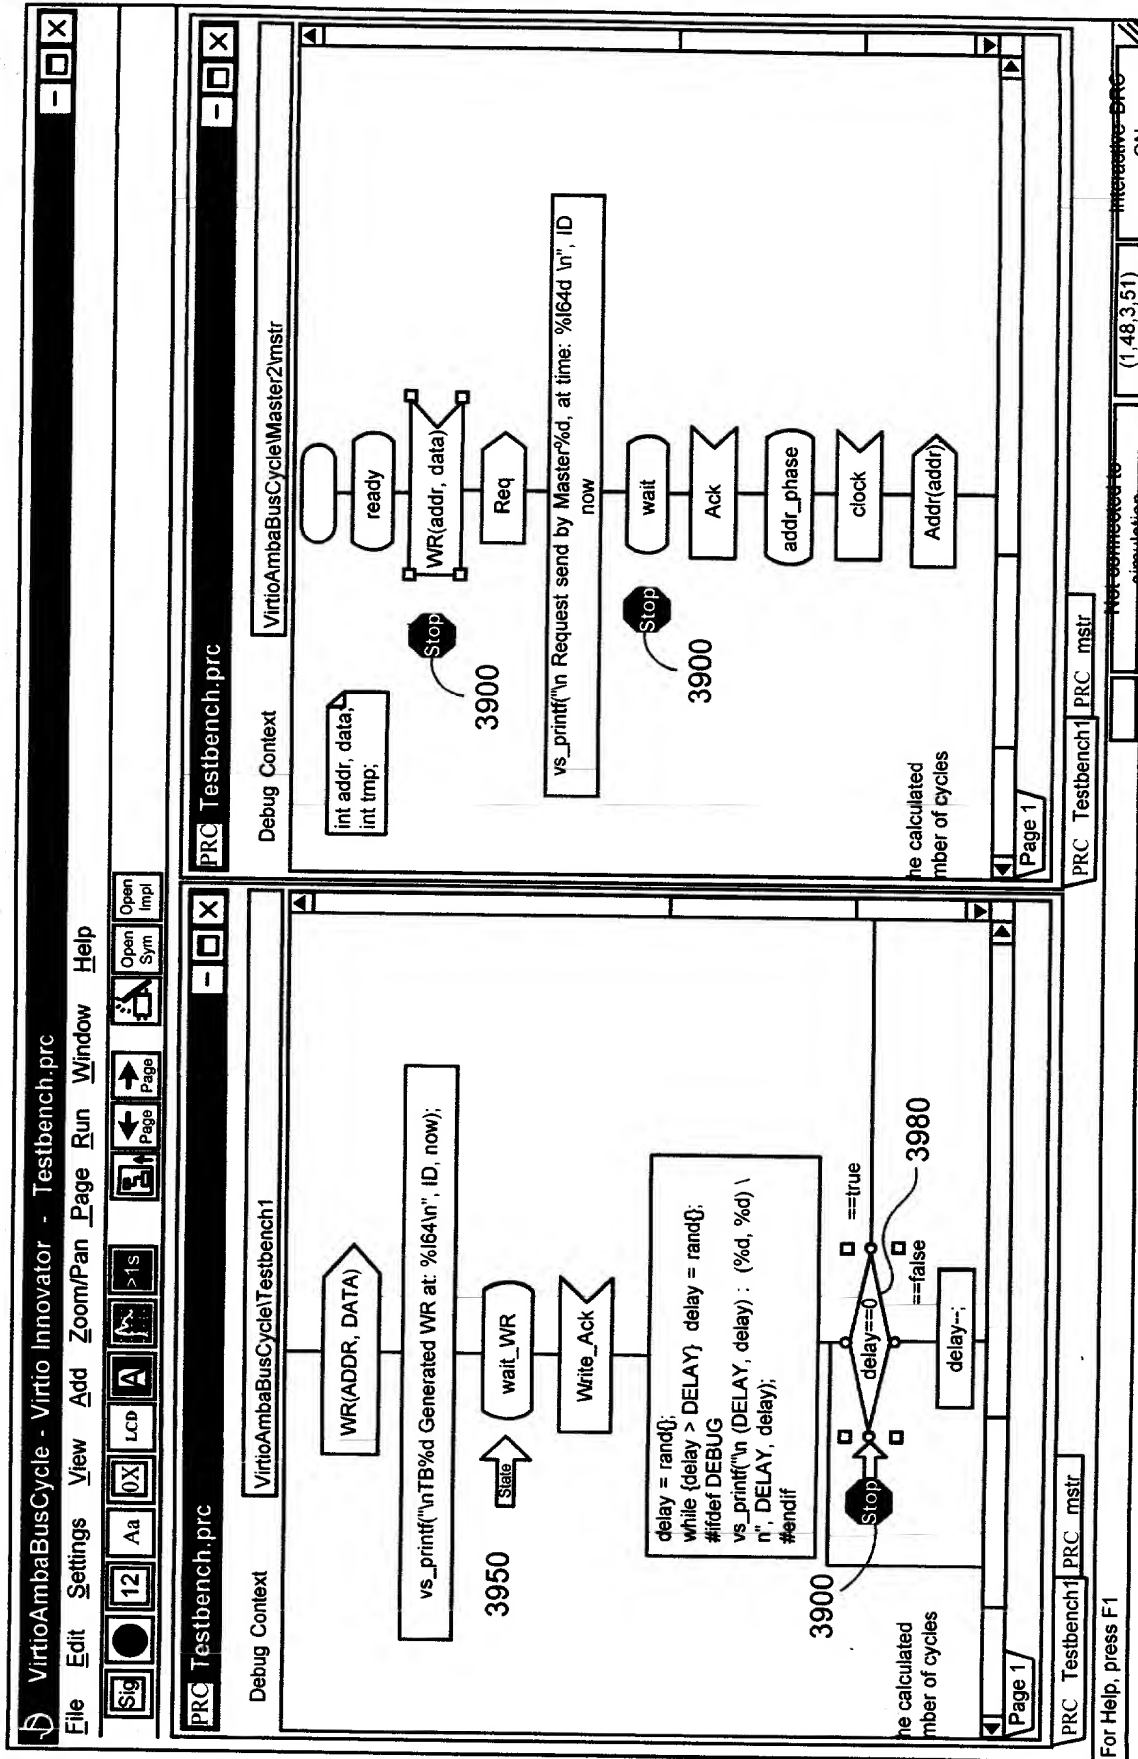 VirtioAmbaBusCycle - Virtio Innovator - Testbench.prc
File Edit Settings View Add Zoom/Pan Page Run Window Help
Sig 12 Aa 0X LCD A >1s Page Page Open Sym Open Impl
PRC Testbench.prc
Debug Context VirtioAmbaBusCycle\Testbench1
WR(ADDR, DATA)
vs_printf("\nTB%d Generated WR at: %I64\n", ID, now);
3950
State
wait_WR
Write_Ack
delay = rand{};
while {delay > DELAY} delay = rand{};
#ifdef DEBUG
vs_printf("\n (DELAY, delay) : (%d, %d) \
n", DELAY, delay);
#endif
3900
Stop
delay==0
==true
3980
==false
delay--;
he calculated
mber of cycles
Page 1
PRC Testbench1 PRC mstr
PRC Testbench.prc
Debug Context VirtioAmbaBusCycle\Master2\mstr
int addr, data,
int tmp;
ready
Stop
3900
WR(addr, data)
Req
vs_printf("\n Request send by Master%d, at time: %I64d \n", ID
now
Stop
3900
wait
Ack
addr_phase
clock
Addr(addr)
he calculated
mber of cycles
Page 1
PRC Testbench1 PRC mstr
For Help, press F1
Not connected to
simulation
(1,48,3,51)
Interactive DRC
ON